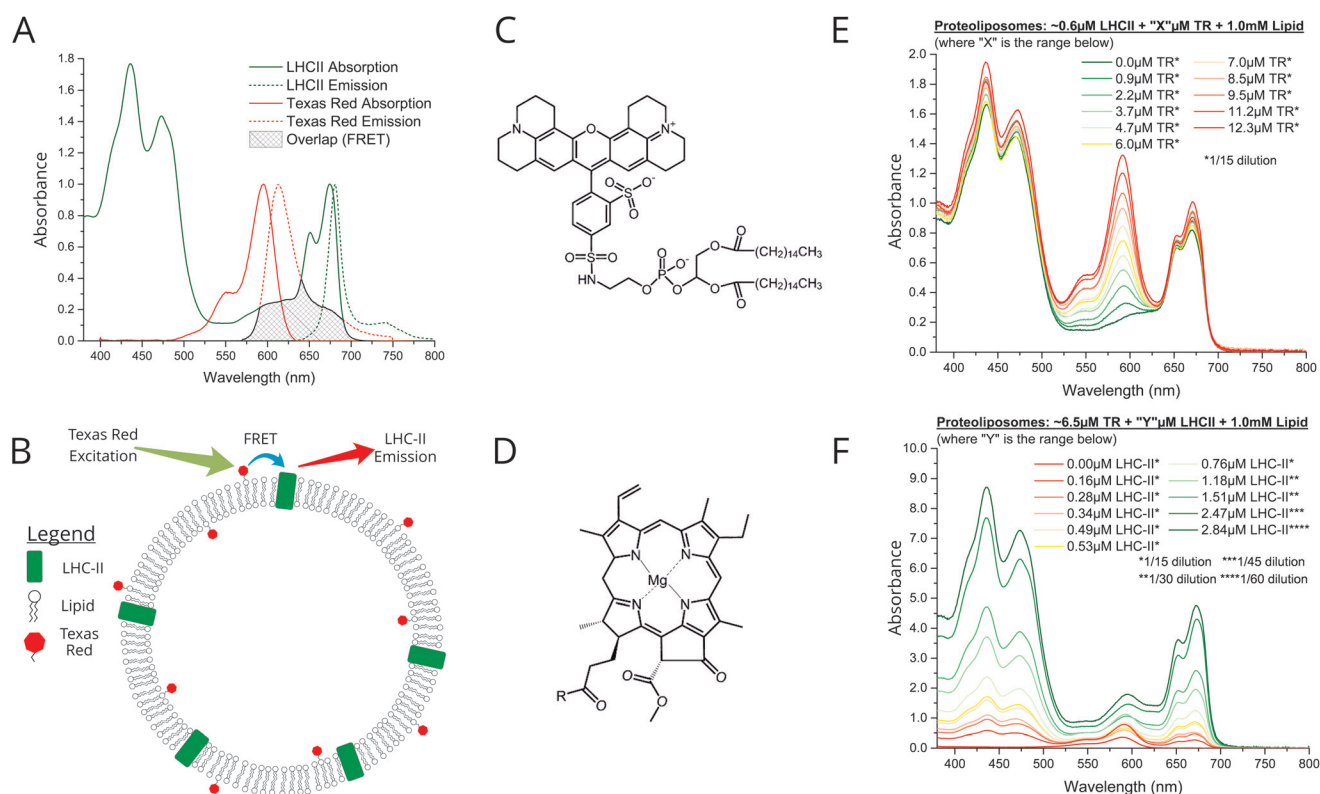 A
1.8
1.6
1.4
1.2
1.0
0.8
0.6
0.4
0.2
0.0
Absorbance
400 450 500 550 600 650 700 750 800
Wavelength (nm)
LHCII Absorption
LHCII Emission
Texas Red Absorption
Texas Red Emission
Overlap (FRET)
B
Texas Red
Excitation
FRET
LHC-II
Emission
Legend
LHC-II
Lipid
Texas
Red
C
N
O
N+
O
S O-
O
O=S=O
HN
O
O
P O-
O
O
O
(CH2)14CH3
O
O
(CH2)14CH3
D
N N
Mg
N N
R
O
O
O
O
E
Proteoliposomes: ~0.6µM LHCII + "X"µM TR + 1.0mM Lipid
(where "X" is the range below)
0.0µM TR* 7.0µM TR*
0.9µM TR* 8.5µM TR*
2.2µM TR* 9.5µM TR*
3.7µM TR* 11.2µM TR*
4.7µM TR* 12.3µM TR*
6.0µM TR*
*1/15 dilution
2.0
1.8
1.6
1.4
1.2
1.0
0.8
0.6
0.4
0.2
0.0
Absorbance
400 450 500 550 600 650 700 750 800
Wavelength (nm)
F
Proteoliposomes: ~6.5µM TR + "Y"µM LHCII + 1.0mM Lipid
(where "Y" is the range below)
0.00µM LHC-II* 0.76µM LHC-II*
0.16µM LHC-II* 1.18µM LHC-II**
0.28µM LHC-II* 1.51µM LHC-II**
0.34µM LHC-II* 2.47µM LHC-II***
0.49µM LHC-II* 2.84µM LHC-II****
0.53µM LHC-II*
*1/15 dilution ***1/45 dilution
**1/30 dilution ****1/60 dilution
10.0
9.0
8.0
7.0
6.0
5.0
4.0
3.0
2.0
1.0
0.0
Absorbance
400 450 500 550 600 650 700 750 800
Wavelength (nm)